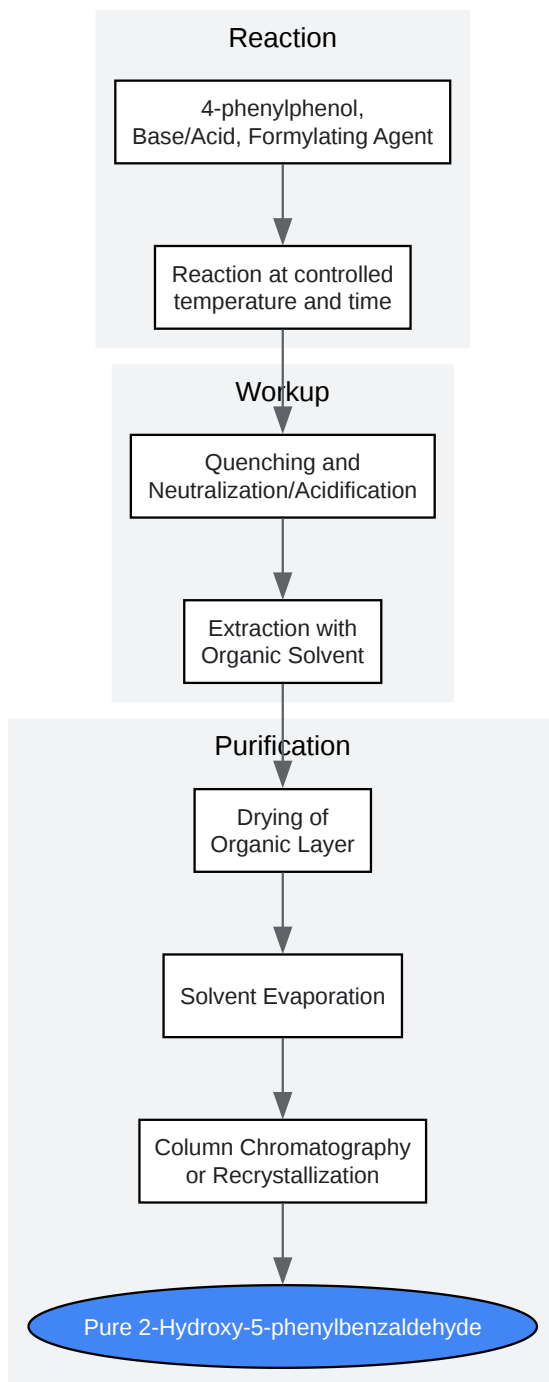 Reaction
4-phenylphenol,
Base/Acid, Formylating Agent
Reaction at controlled
temperature and time
Workup
Quenching and
Neutralization/Acidification
Extraction with
Organic Solvent
Purification
Drying of
Organic Layer
Solvent Evaporation
Column Chromatography
or Recrystallization
Pure 2-Hydroxy-5-phenylbenzaldehyde